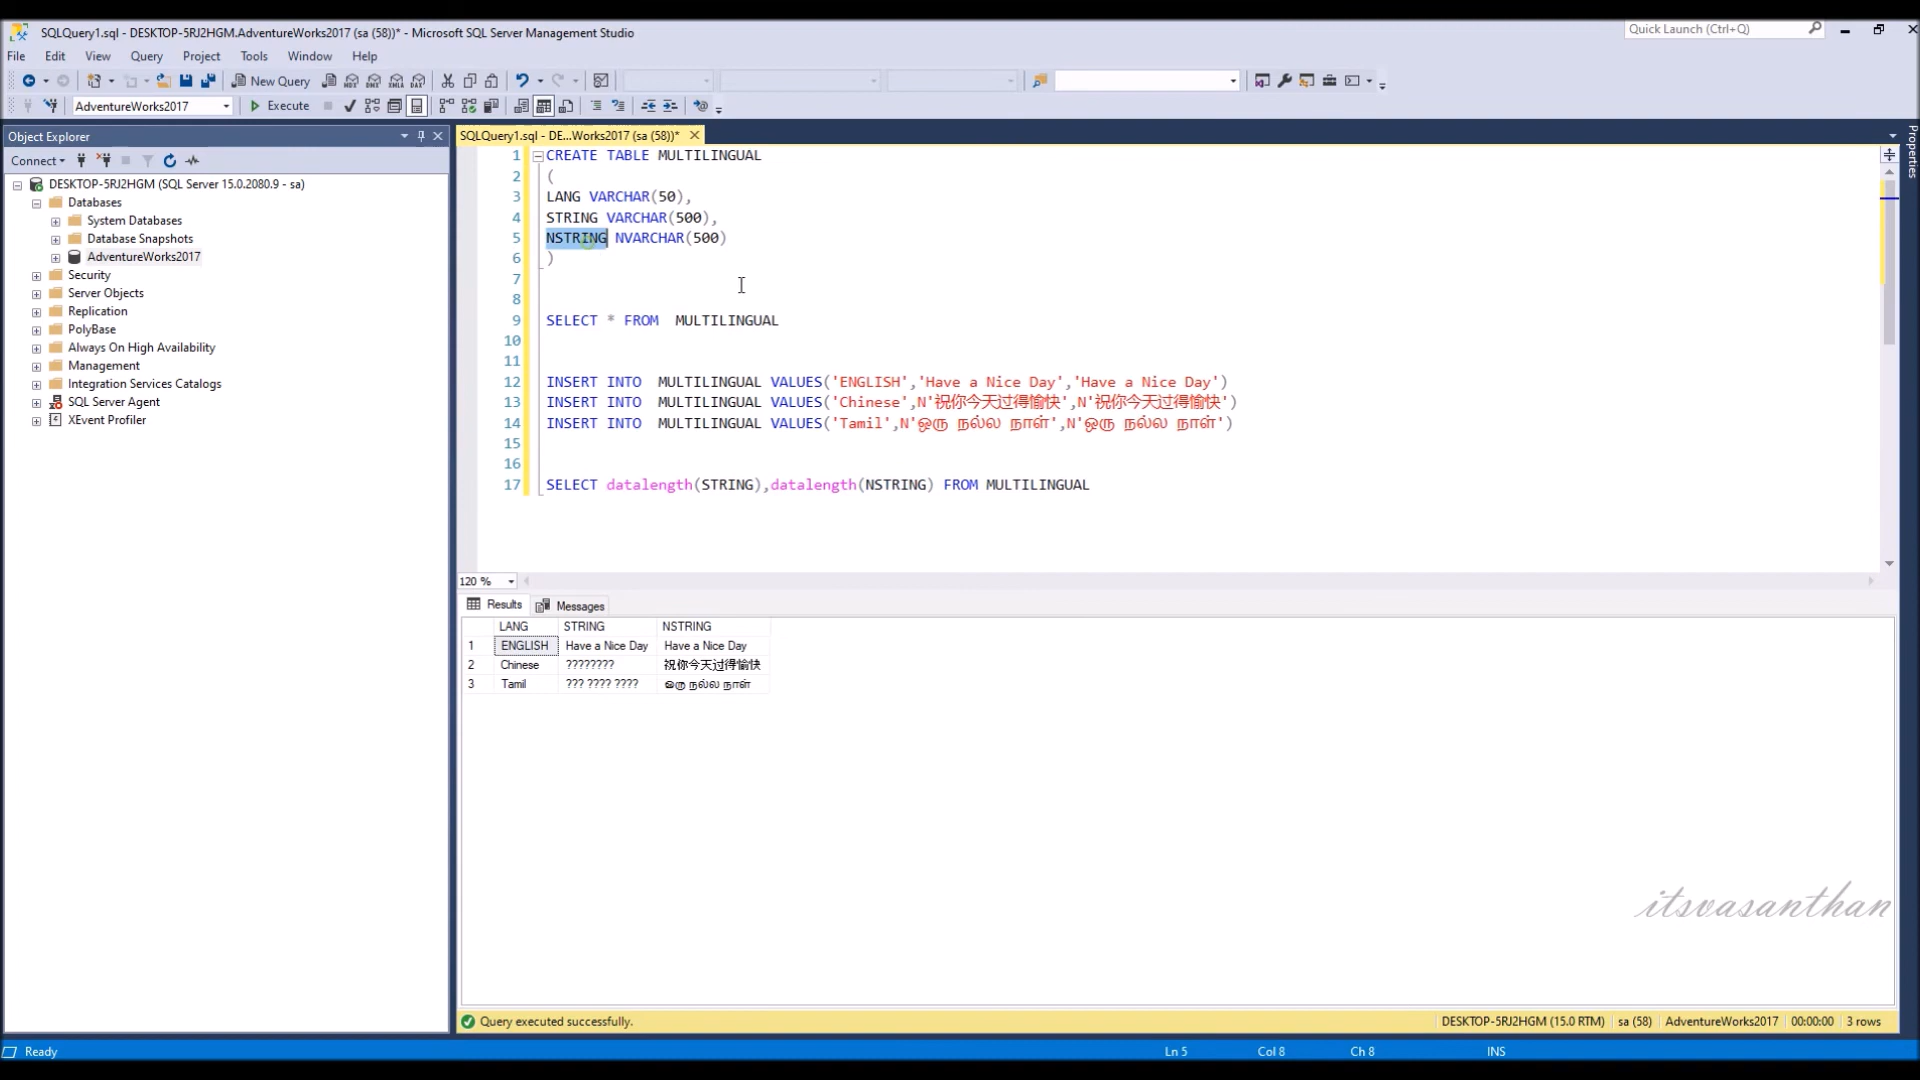 SQLQuery1.sql - DESKTOP-5RJ2HGM.AdventureWorks2017 (sa (58))* - Microsoft SQL Server Management Studio
Quick Launch (Ctrl+Q)
File Edit View Query Project Tools Window Help
New Query
AdventureWorks2017 Execute
Object Explorer
Connect
DESKTOP-5RJ2HGM (SQL Server 15.0.2080.9 - sa)
Databases
System Databases
Database Snapshots
AdventureWorks2017
Security
Server Objects
Replication
PolyBase
Always On High Availability
Management
Integration Services Catalogs
SQL Server Agent
XEvent Profiler
SQLQuery1.sql - DE...Works2017 (sa (58))*
Properties
1 CREATE TABLE MULTILINGUAL
2 (
3 LANG VARCHAR(50),
4 STRING VARCHAR(500),
5 NSTRING NVARCHAR(500)
6 )
7
8
9 SELECT * FROM  MULTILINGUAL
10
11
12 INSERT INTO  MULTILINGUAL VALUES('ENGLISH','Have a Nice Day','Have a Nice Day')
13 INSERT INTO  MULTILINGUAL VALUES('Chinese',N'祝你今天过得愉快',N'祝你今天过得愉快')
14 INSERT INTO  MULTILINGUAL VALUES('Tamil',N'ஒரு நல்ல நாள்',N'ஒரு நல்ல நாள்')
15
16
17 SELECT datalength(STRING),datalength(NSTRING) FROM MULTILINGUAL
120 %
Results Messages
LANG STRING NSTRING
1 ENGLISH Have a Nice Day Have a Nice Day
2 Chinese ???????? 祝你今天过得愉快
3 Tamil ??? ???? ???? ஒரு நல்ல நாள்
itsvasanthan
Query executed successfully. DESKTOP-5RJ2HGM (15.0 RTM) sa (58) AdventureWorks2017 00:00:00 3 rows
Ready Ln 5 Col 8 Ch 8 INS